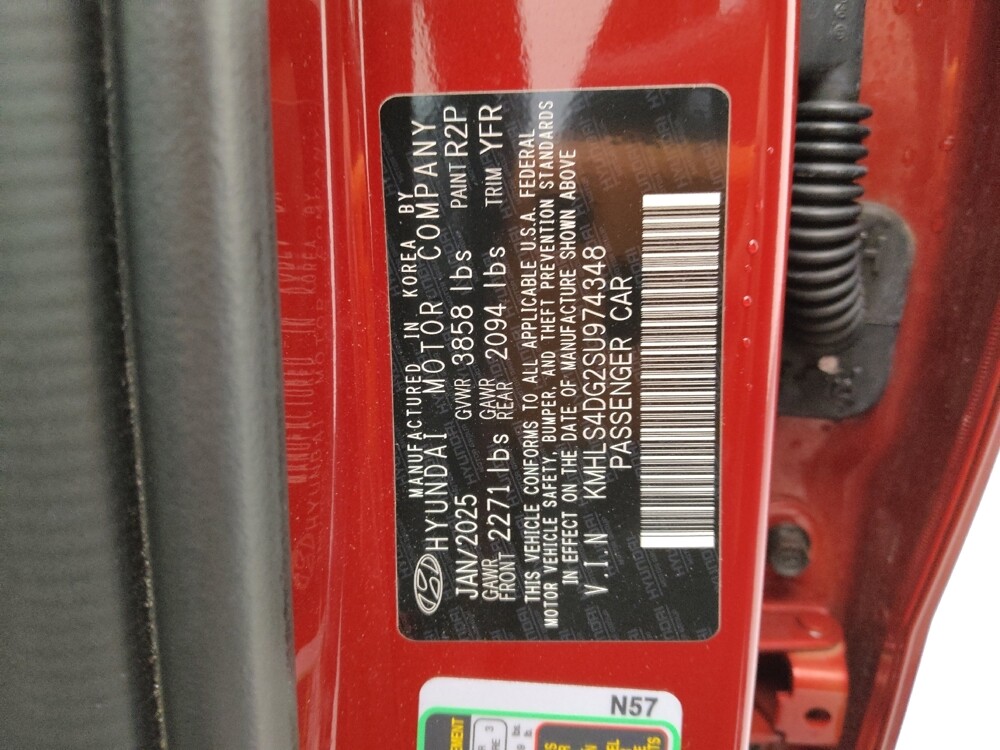 MANUFACTURED IN KOREA BY
HYUNDAI MOTOR COMPANY
JAN/2025 GVWR 3858 lbs PAINT R2P
GAWR FRONT 2271 lbs GAWR REAR 2094 lbs TRIM YFR
THIS VEHICLE CONFORMS TO ALL APPLICABLE U.S.A. FEDERAL
MOTOR VEHICLE SAFETY, BUMPER, AND THEFT PREVENTION STANDARDS
IN EFFECT ON THE DATE OF MANUFACTURE SHOWN ABOVE
V.I.N KMHLS4DG2SU974348
PASSENGER CAR
N57